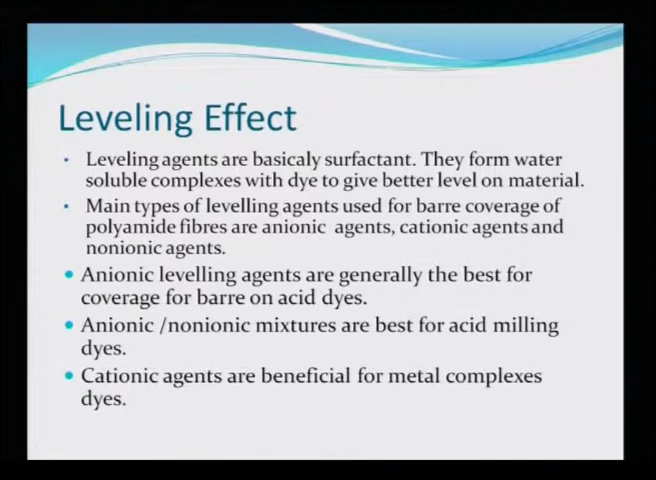 Leveling Effect
• Leveling agents are basicaly surfactant. They form water
soluble complexes with dye to give better level on material.
• Main types of levelling agents used for barre coverage of
polyamide fibres are anionic agents, cationic agents and
nonionic agents.
• Anionic levelling agents are generally the best for
coverage for barre on acid dyes.
• Anionic /nonionic mixtures are best for acid milling
dyes.
• Cationic agents are beneficial for metal complexes
dyes.